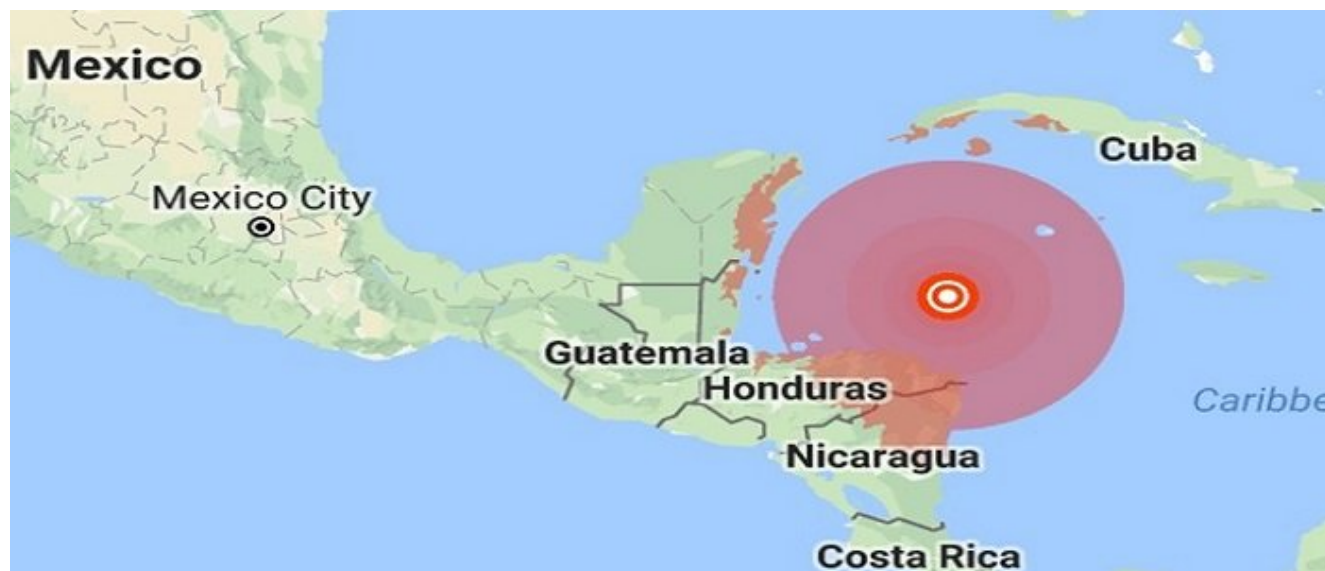 Mexico
Cuba
Mexico City
Guatemala
Honduras
Caribbe
Nicaragua
Costa Rica